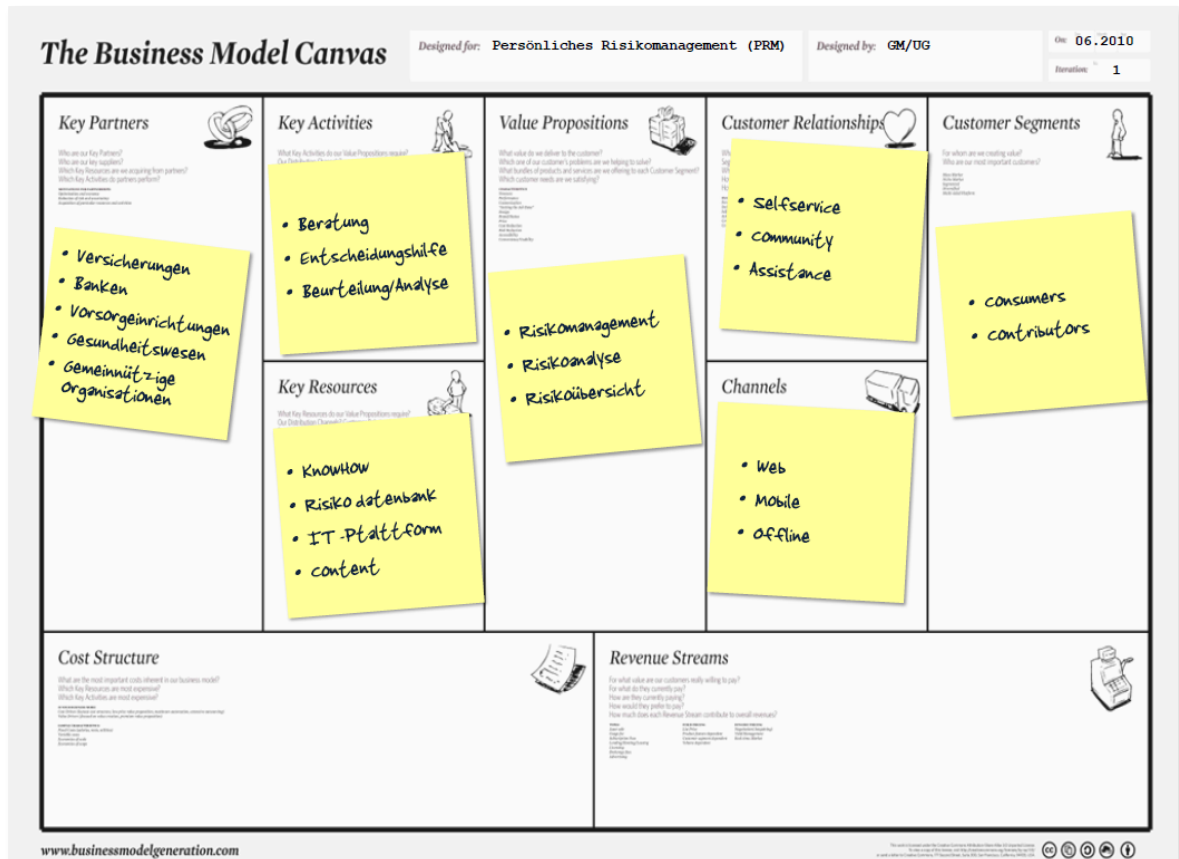 The Business Model Canvas
Designed for: Persönliches Risikomanagement (PRM)
Designed by: GM/UG
On: 06.2010
Iteration: 1
Key Partners
Who are our Key Partners?
Who are our key suppliers?
Which Key Resources are we acquiring from partners?
Which Key Activities do partners perform?
• Versicherungen
• Banken
• Vorsorgeeinrichtungen
• Gesundheitswesen
• Gemeinnützige
Organisationen
Key Activities
What Key Activities do our Value Propositions require?
• Beratung
• Entscheidungshilfe
• Beurteilung/Analyse
Key Resources
What Key Resources do our Value Propositions require?
• KnowHow
• Risiko datenbank
• IT-Ptalttform
• content
Value Propositions
What value do we deliver to the customer?
Which one of our customer's problems are we helping to solve?
What bundles of products and services are we offering to each Customer Segment?
Which customer needs are we satisfying?
• Risikomanagement
• Risikoanalyse
• Risikoübersicht
Customer Relationships
• Selfservice
• Community
• Assistance
Channels
• Web
• Mobile
• Offline
Customer Segments
For whom are we creating value?
Who are our most important customers?
• consumers
• contributors
Cost Structure
What are the most important costs inherent in our business model?
Which Key Resources are most expensive?
Which Key Activities are most expensive?
Revenue Streams
For what value are our customers really willing to pay?
For what do they currently pay?
How are they currently paying?
How would they prefer to pay?
How much does each Revenue Stream contribute to overall revenues?
www.businessmodelgeneration.com